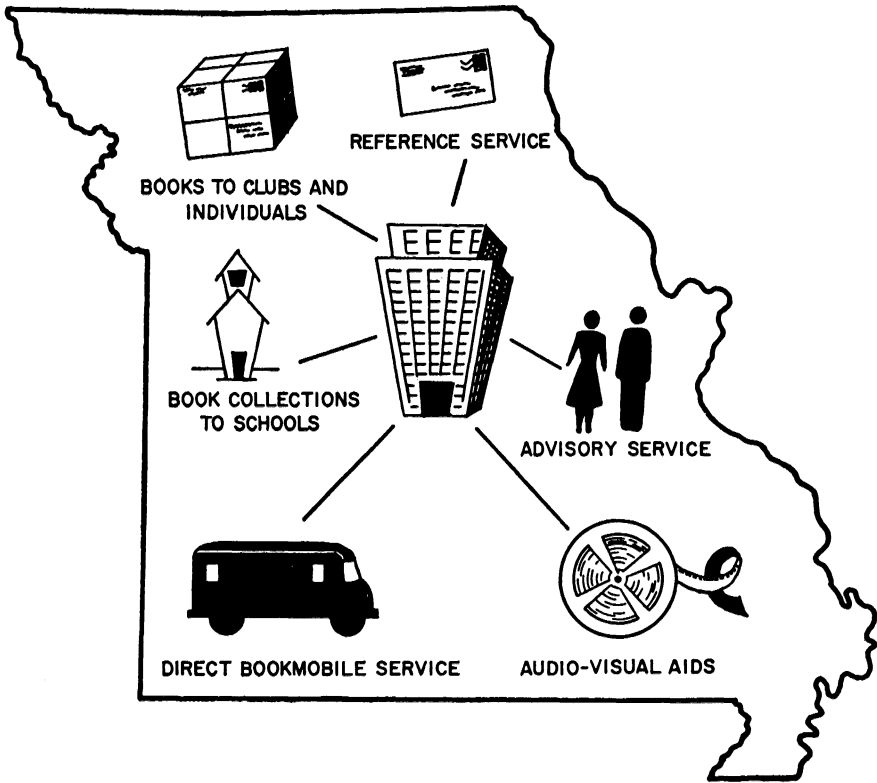 REFERENCE SERVICE
BOOKS TO CLUBS AND
INDIVIDUALS
BOOK COLLECTIONS
TO SCHOOLS
ADVISORY SERVICE
DIRECT BOOKMOBILE SERVICE
AUDIO-VISUAL AIDS